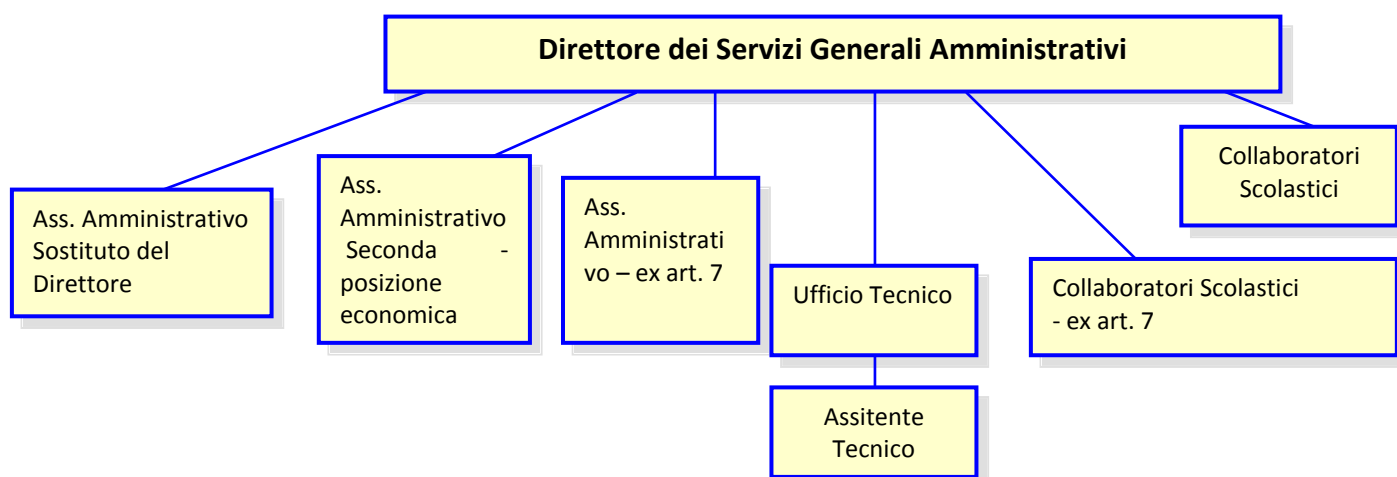 Direttore dei Servizi Generali Amministrativi
Ass. Amministrativo
Sostituto del
Direttore
Ass.
Amministrativo
Seconda -
posizione
economica
Ass.
Amministrati
vo – ex art. 7
Ufficio Tecnico
Assitente
Tecnico
Collaboratori Scolastici
- ex art. 7
Collaboratori
Scolastici